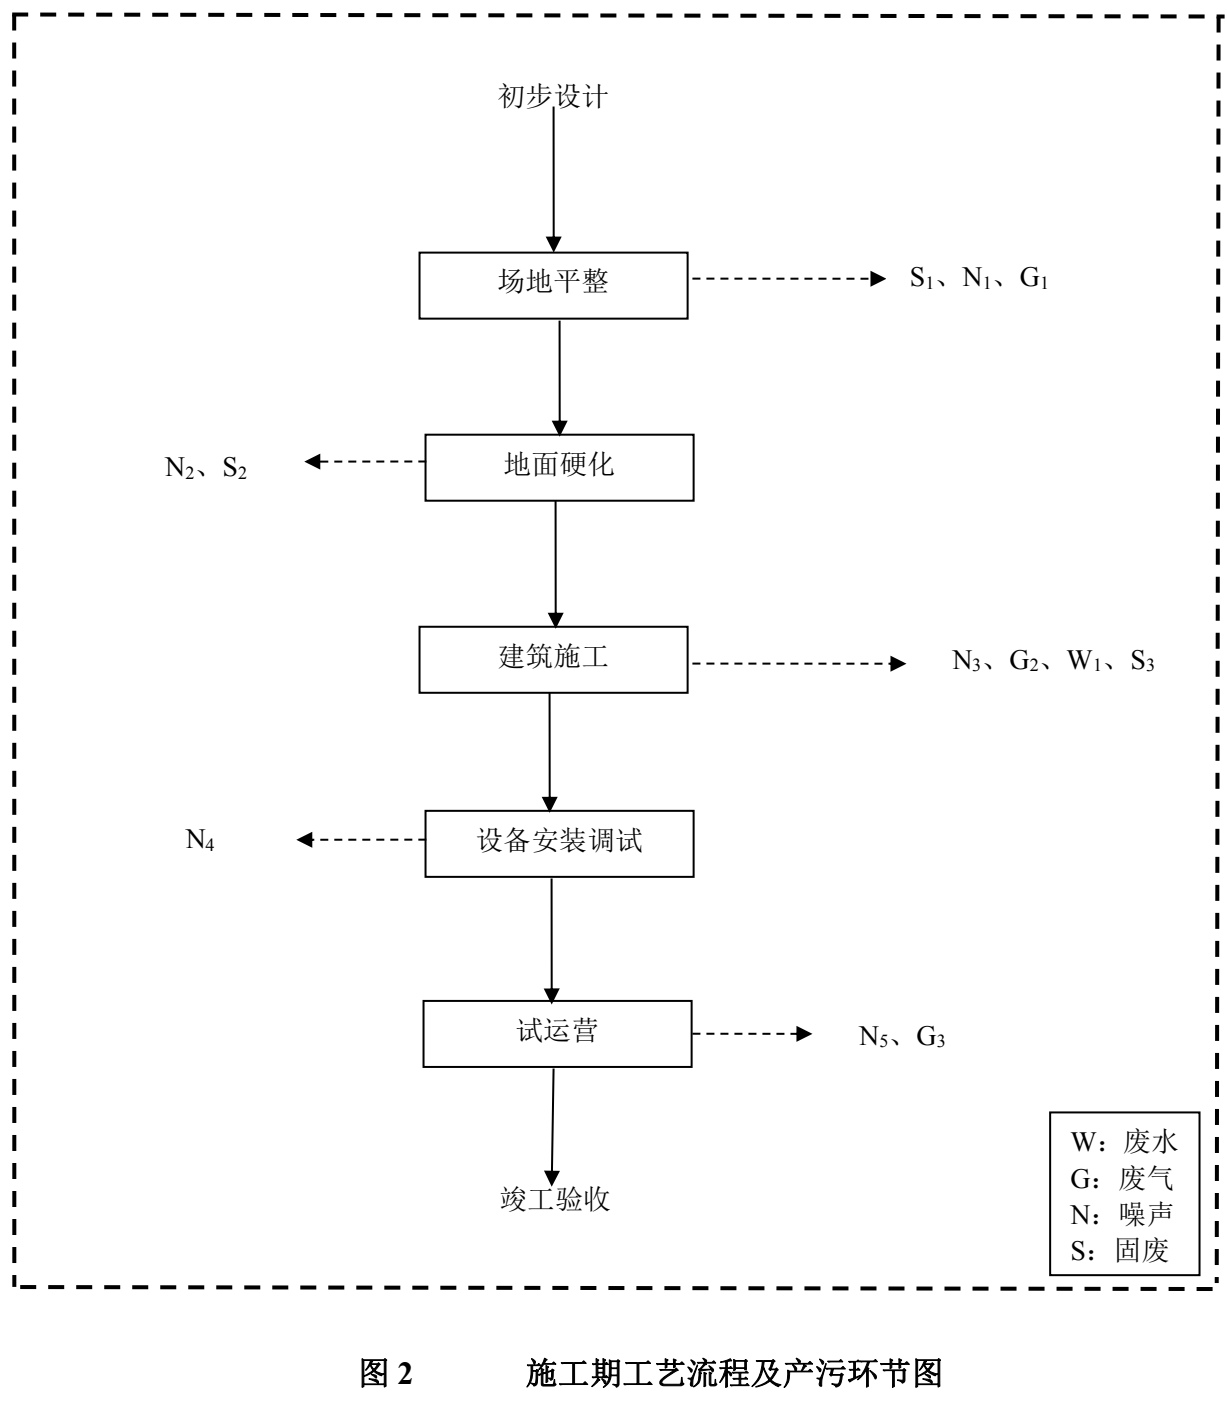 初步设计
场地平整
S1、N1、G1
N2、S2
地面硬化
建筑施工
N3、G2、W1、S3
N4
设备安装调试
试运营
N5、G3
竣工验收
W：废水
G：废气
N：噪声
S：固废
图 2 施工期工艺流程及产污环节图